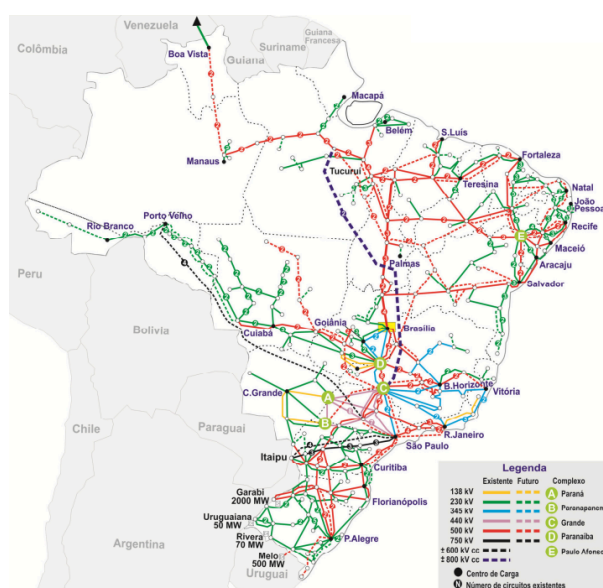 Venezuela
Guiana
Francesa
Suriname
Guiana
Colômbia
Boa Vista
Macapá
Belém
S.Luís
Fortaleza
Manaus
Tucuruí
Teresina
Natal
João
Pessoa
Recife
Porto Velho
Rio Branco
Palmas
Maceió
Aracaju
Salvador
Peru
E
Cuiabá
Goiânia
Brasília
Bolívia
D
B.Horizonte
Vitória
C
C.Grande
A
B
Chile
Paraguai
R.Janeiro
São Paulo
Itaipu
Curitiba
Garabi
2000 MW
Florianópolis
Uruguaiana
50 MW
Rivera
70 MW
P.Alegre
Melo
500 MW
Argentina
Uruguai
Legenda
Existente Futuro Complexo
138 kV A Paraná
230 kV B Paranapanema
345 kV
440 kV C Grande
500 kV D Paranaíba
750 kV
± 600 kV cc E Paulo Afonso
± 800 kV cc
Centro de Carga
N Número de circuitos existentes